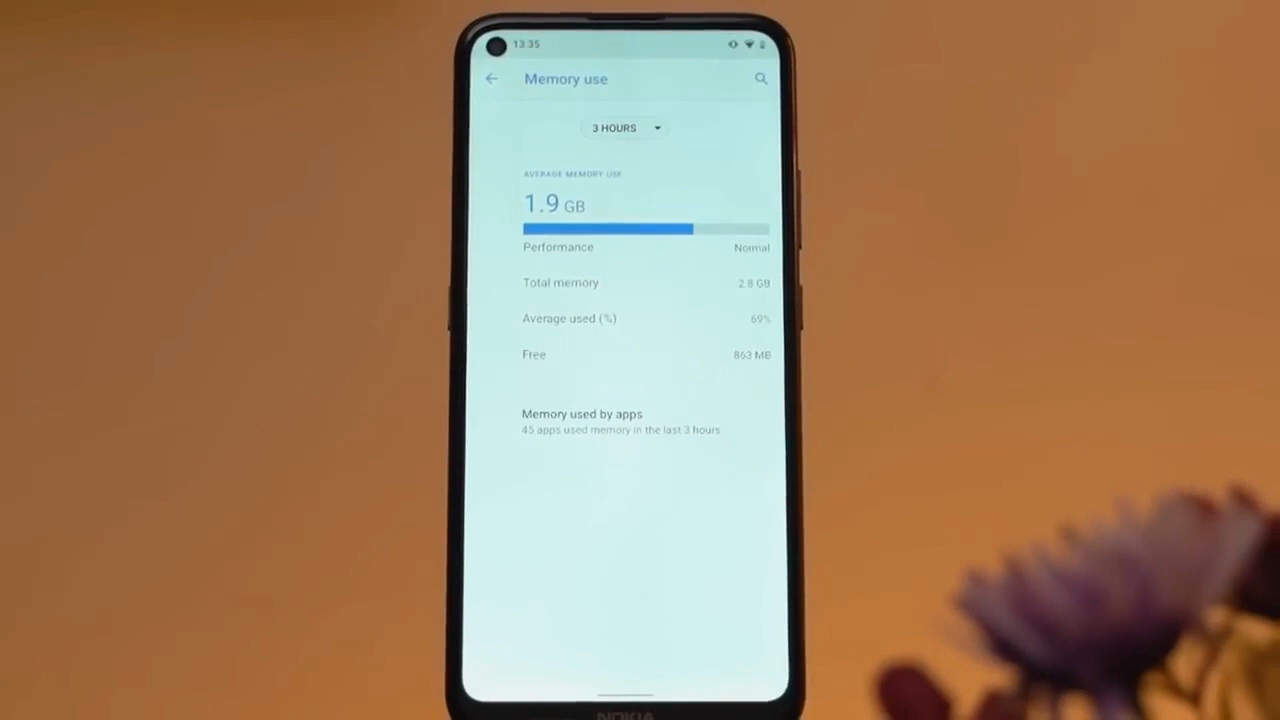 13:35
Memory use
3 HOURS
AVERAGE MEMORY USE
1.9 GB
Performance Normal
Total memory 2.8 GB
Average used (%) 69%
Free 863 MB
Memory used by apps
45 apps used memory in the last 3 hours
NOKIA